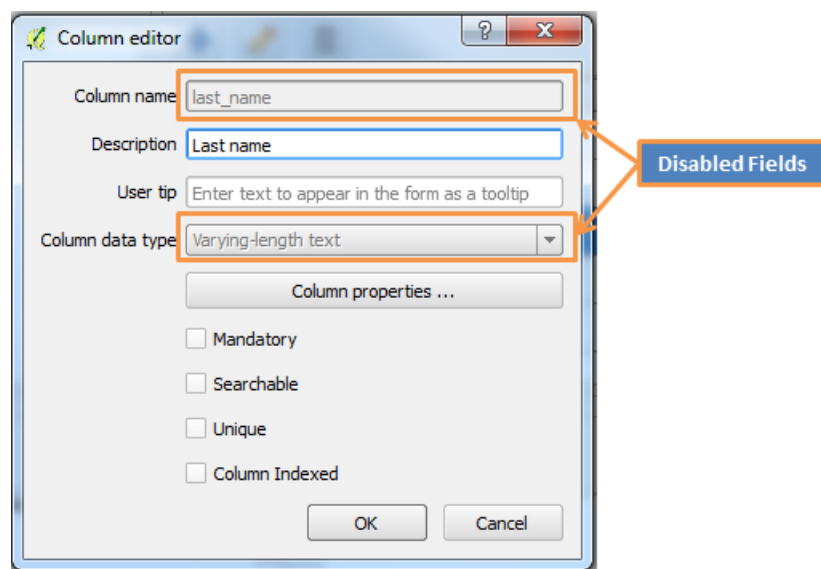 Column editor
?
Column name last_name
Description Last name
Disabled Fields
User tip Enter text to appear in the form as a tooltip
Column data type Varying-length text
Column properties ...
Mandatory
Searchable
Unique
Column Indexed
OK Cancel